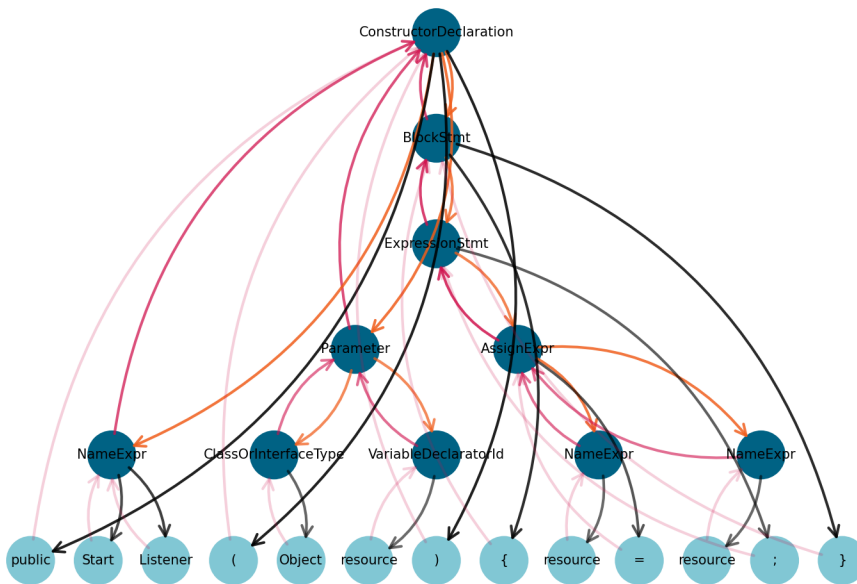 ConstructorDeclaration
BlockStmt
ExpressionStmt
Parameter AssignExpr
NameExpr ClassOrInterfaceType VariableDeclaratorId NameExpr NameExpr
public Start Listener ( Object resource ) { resource = resource ; }